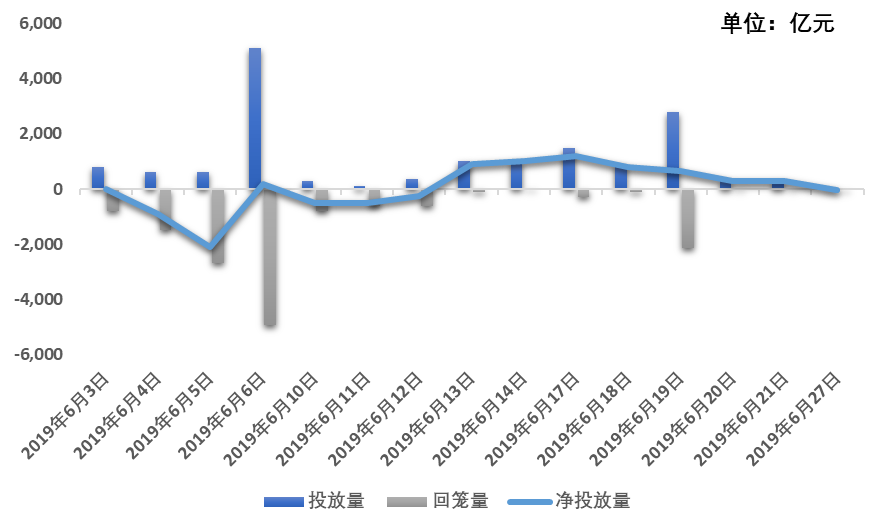 单位：亿元
6,000
4,000
2,000
0
-2,000
-4,000
-6,000
2019年6月3日
2019年6月4日
2019年6月5日
2019年6月6日
2019年6月10日
2019年6月11日
2019年6月12日
2019年6月13日
2019年6月14日
2019年6月17日
2019年6月18日
2019年6月19日
2019年6月20日
2019年6月21日
2019年6月27日
投放量 回笼量 净投放量